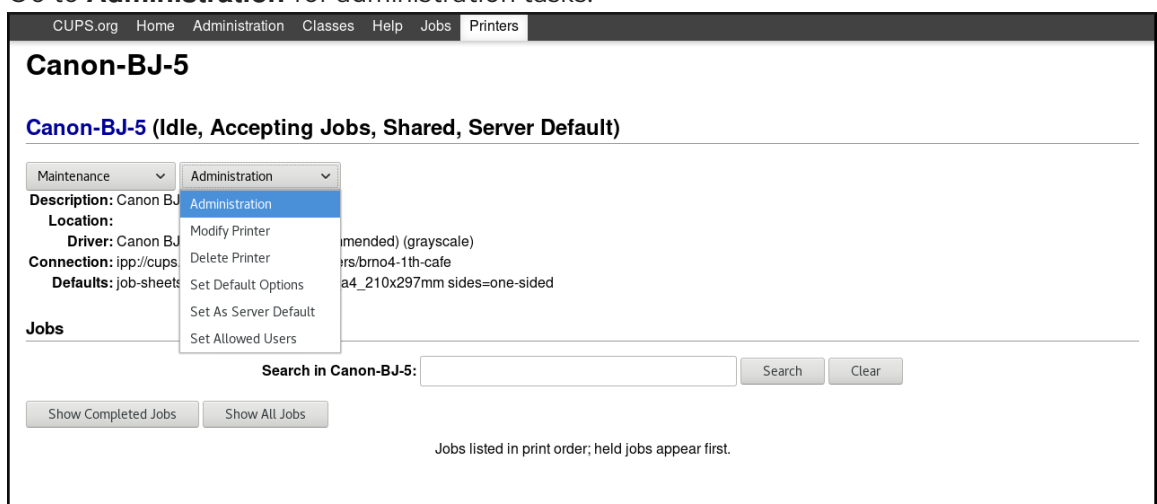 Go to Administration for administration tasks.
CUPS.org Home Administration Classes Help Jobs Printers
Canon-BJ-5
Canon-BJ-5 (Idle, Accepting Jobs, Shared, Server Default)
Maintenance Administration
Description: Canon BJ Administration
Location:
Modify Printer
Driver: Canon BJ mmended) (grayscale)
Delete Printer
Connection: ipp://cups. ers/brno4-1th-cafe
Defaults: job-sheets Set Default Options a4_210x297mm sides=one-sided
Set As Server Default
Jobs
Set Allowed Users
Search in Canon-BJ-5: Search Clear
Show Completed Jobs Show All Jobs
Jobs listed in print order; held jobs appear first.